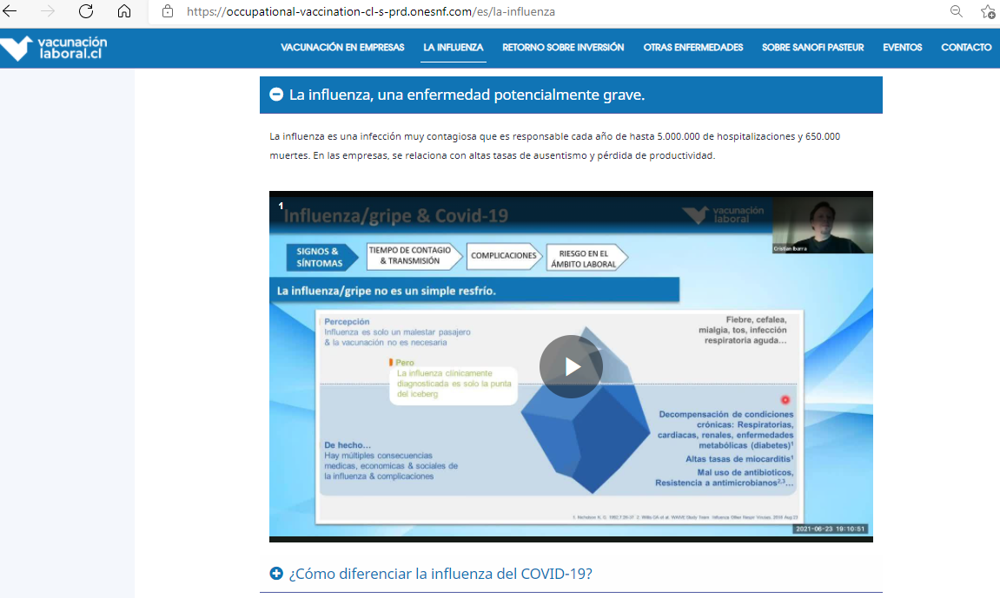 https://occupational-vaccination-cl-s-prd.onesnf.com/es/la-influenza
vacunación
laboral.cl
VACUNACIÓN EN EMPRESAS LA INFLUENZA RETORNO SOBRE INVERSIÓN OTRAS ENFERMEDADES SOBRE SANOFI PASTEUR EVENTOS CONTACTO
La influenza, una enfermedad potencialmente grave.
La influenza es una infección muy contagiosa que es responsable cada año de hasta 5.000.000 de hospitalizaciones y 650.000
muertes. En las empresas, se relaciona con altas tasas de ausentismo y pérdida de productividad.
1
Influenza/gripe & Covid-19
vacunación
laboral
Cristian Ibarra
SIGNOS &
SÍNTOMAS
TIEMPO DE CONTAGIO
& TRANSMISIÓN
COMPLICACIONES
RIESGO EN EL
ÁMBITO LABORAL
La influenza/gripe no es un simple resfrío.
Percepción
Influenza es solo un malestar pasajero
& la vacunación no es necesaria
Fiebre, cefalea,
mialgia, tos, infección
respiratoria aguda...
Pero
La influenza clínicamente
diagnosticada es solo la punta
del iceberg
De hecho...
Hay múltiples consecuencias
medicas, economicas & sociales de
la influenza & complicaciones
Decompensación de condiciones
crónicas: Respiratorias,
cardiacas, renales, enfermedades
metabólicas (diabetes)¹
Altas tasas de miocarditis¹
Mal uso de antibioticos,
Resistencia a antimicrobianos²,³...
2021-06-23 19:10:51
¿Cómo diferenciar la influenza del COVID-19?